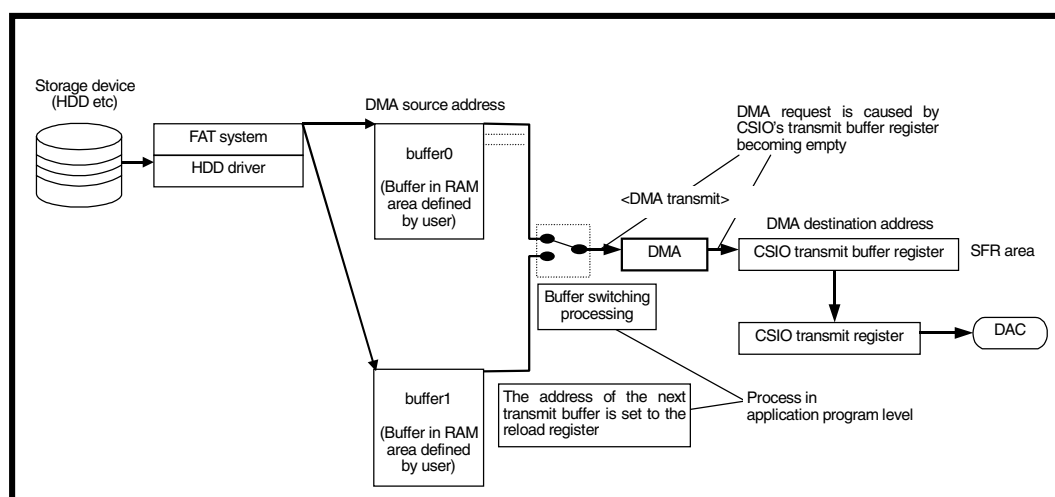 Storage device
(HDD etc)
FAT system
HDD driver
DMA source address
buffer0
(Buffer in RAM
area defined
by user)
DMA request is caused by
CSIO's transmit buffer register
becoming empty
<DMA transmit>
DMA
DMA destination address
CSIO transmit buffer register
SFR area
Buffer switching
processing
CSIO transmit register
DAC
buffer1
(Buffer in RAM
area defined
by user)
The address of the next
transmit buffer is set to the
reload register
Process in
application program level